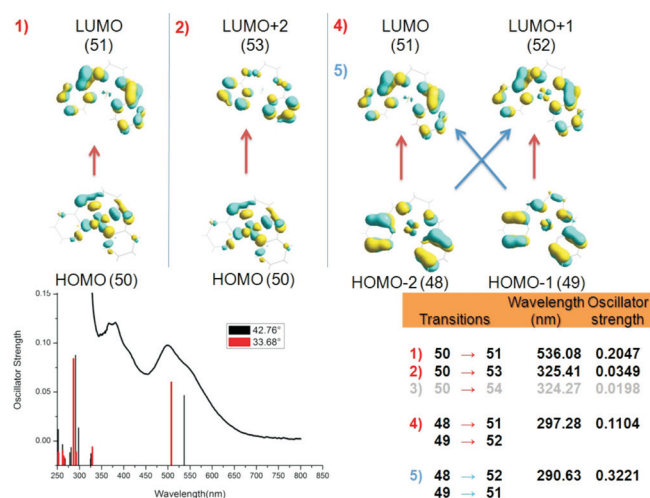 1)
LUMO
(51)
HOMO (50)
2)
LUMO+2
(53)
HOMO (50)
4)
5)
LUMO
(51)
LUMO+1
(52)
HOMO-2 (48)
HOMO-1 (49)
Oscillator Strength
0.15
0.10
0.05
0.00
42.76°
33.68°
250 300 350 400 450 500 550 600 650 700 750 800 850
Wavelength(nm)
Transitions Wavelength (nm) Oscillator strength
1) 50 → 51 536.08 0.2047
2) 50 → 53 325.41 0.0349
3) 50 → 54 324.27 0.0198
4) 48 → 51 297.28 0.1104
49 → 52
5) 48 → 52 290.63 0.3221
49 → 51